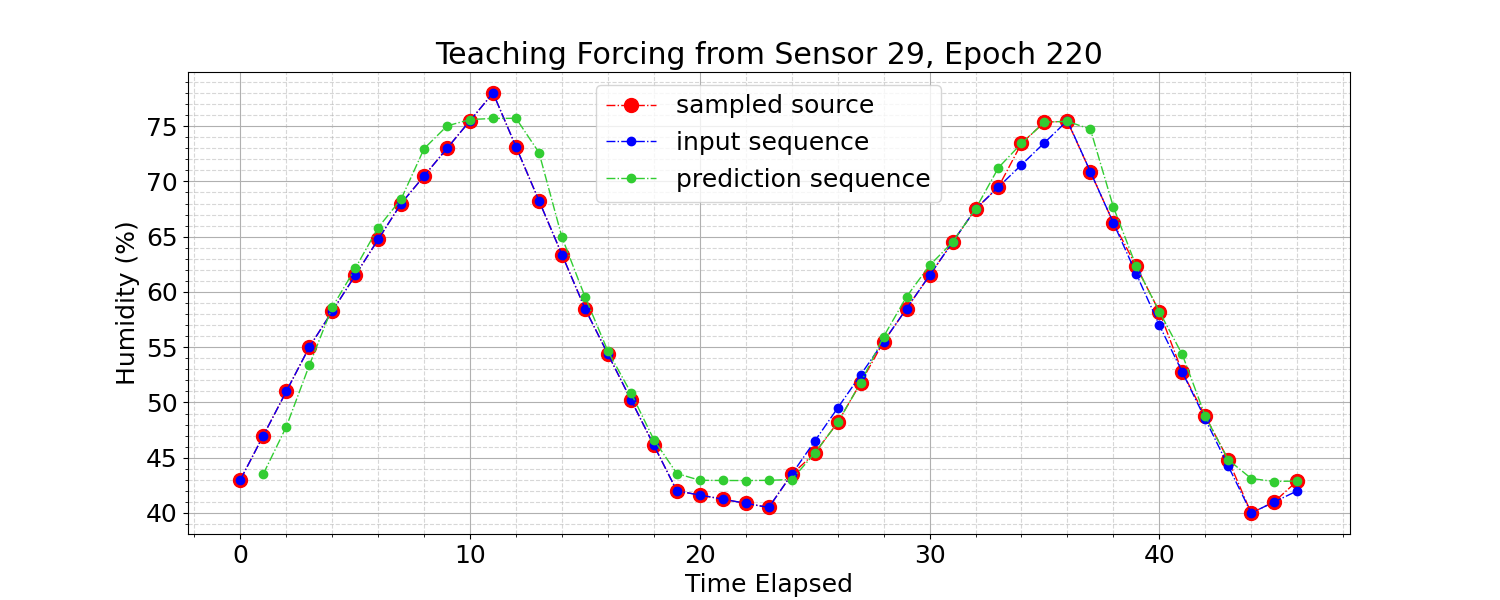 Teaching Forcing from Sensor 29, Epoch 220
sampled source
input sequence
prediction sequence
Humidity (%)
75
70
65
60
55
50
45
40
0 10 20 30 40
Time Elapsed